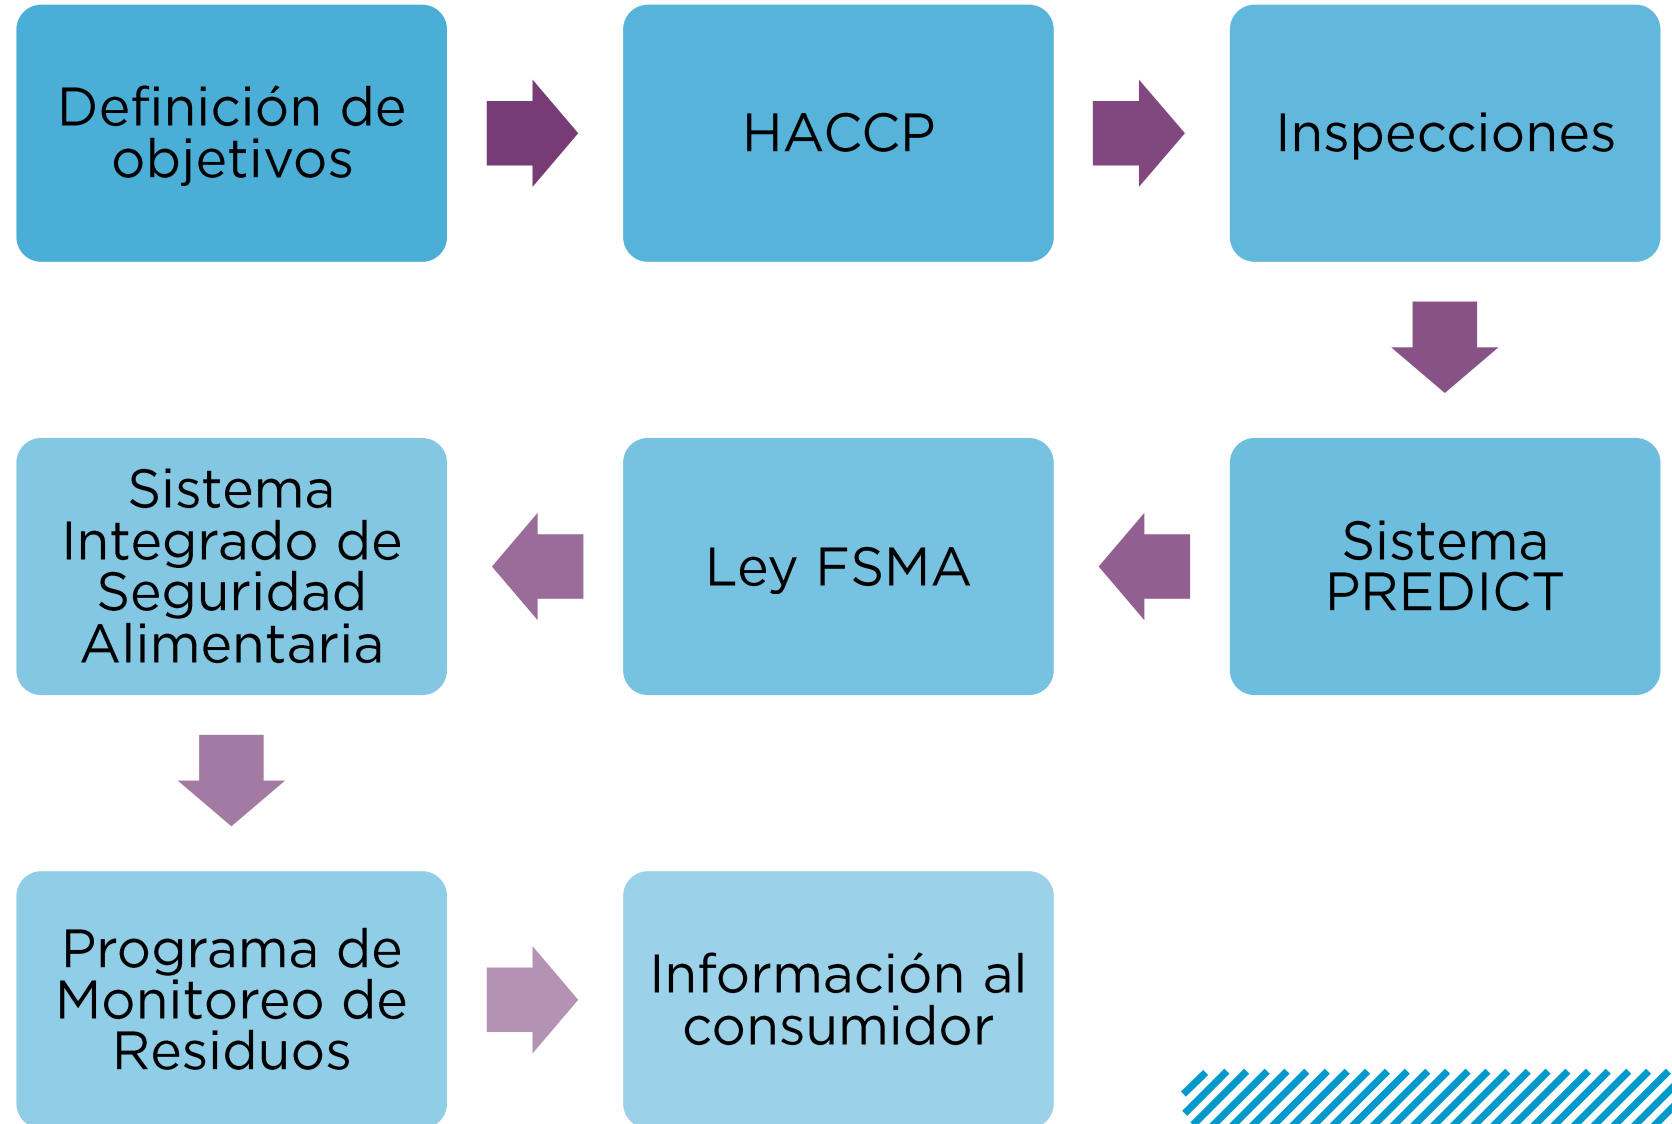 Definición de
objetivos
HACCP
Inspecciones
Sistema
PREDICT
Ley FSMA
Sistema
Integrado de
Seguridad
Alimentaria
Programa de
Monitoreo de
Residuos
Información al
consumidor